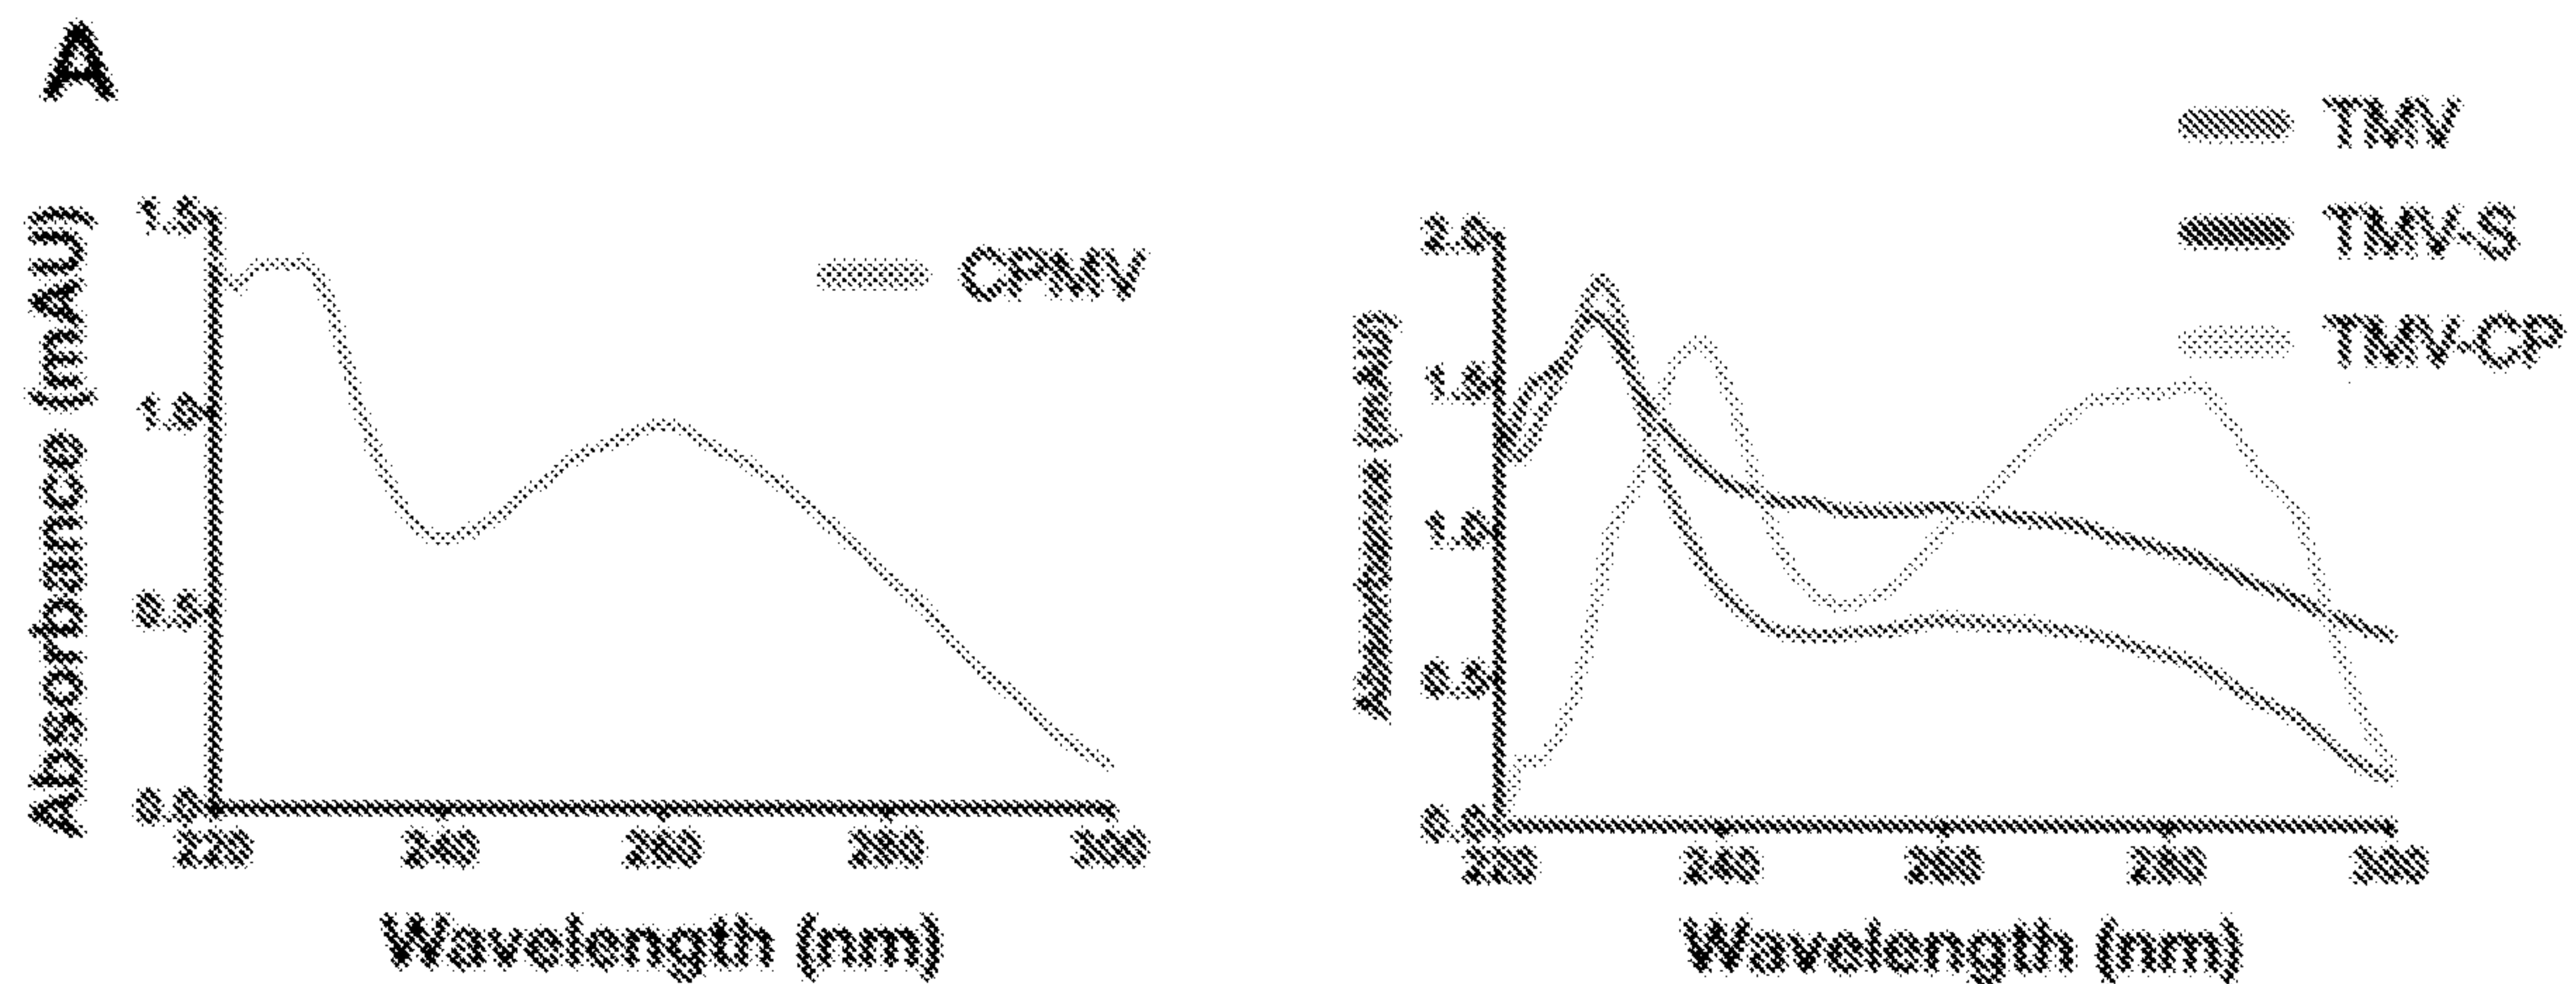 A
Absorbance (mAU)
1.5
1.0
0.5
0.0
220 240 260 280 300
Wavelength (nm)
CPMV
2.0
1.5
1.0
0.5
0.0
220 240 260 280 300
Wavelength (nm)
TMV
TMV-S
TMV-CP